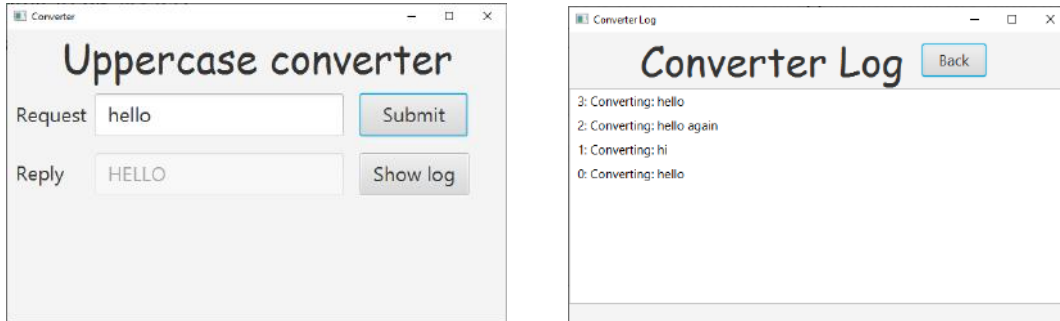 Converter
Uppercase converter
Request hello Submit
Reply HELLO Show log
Converter Log
Converter Log Back
3: Converting: hello
2: Converting: hello again
1: Converting: hi
0: Converting: hello